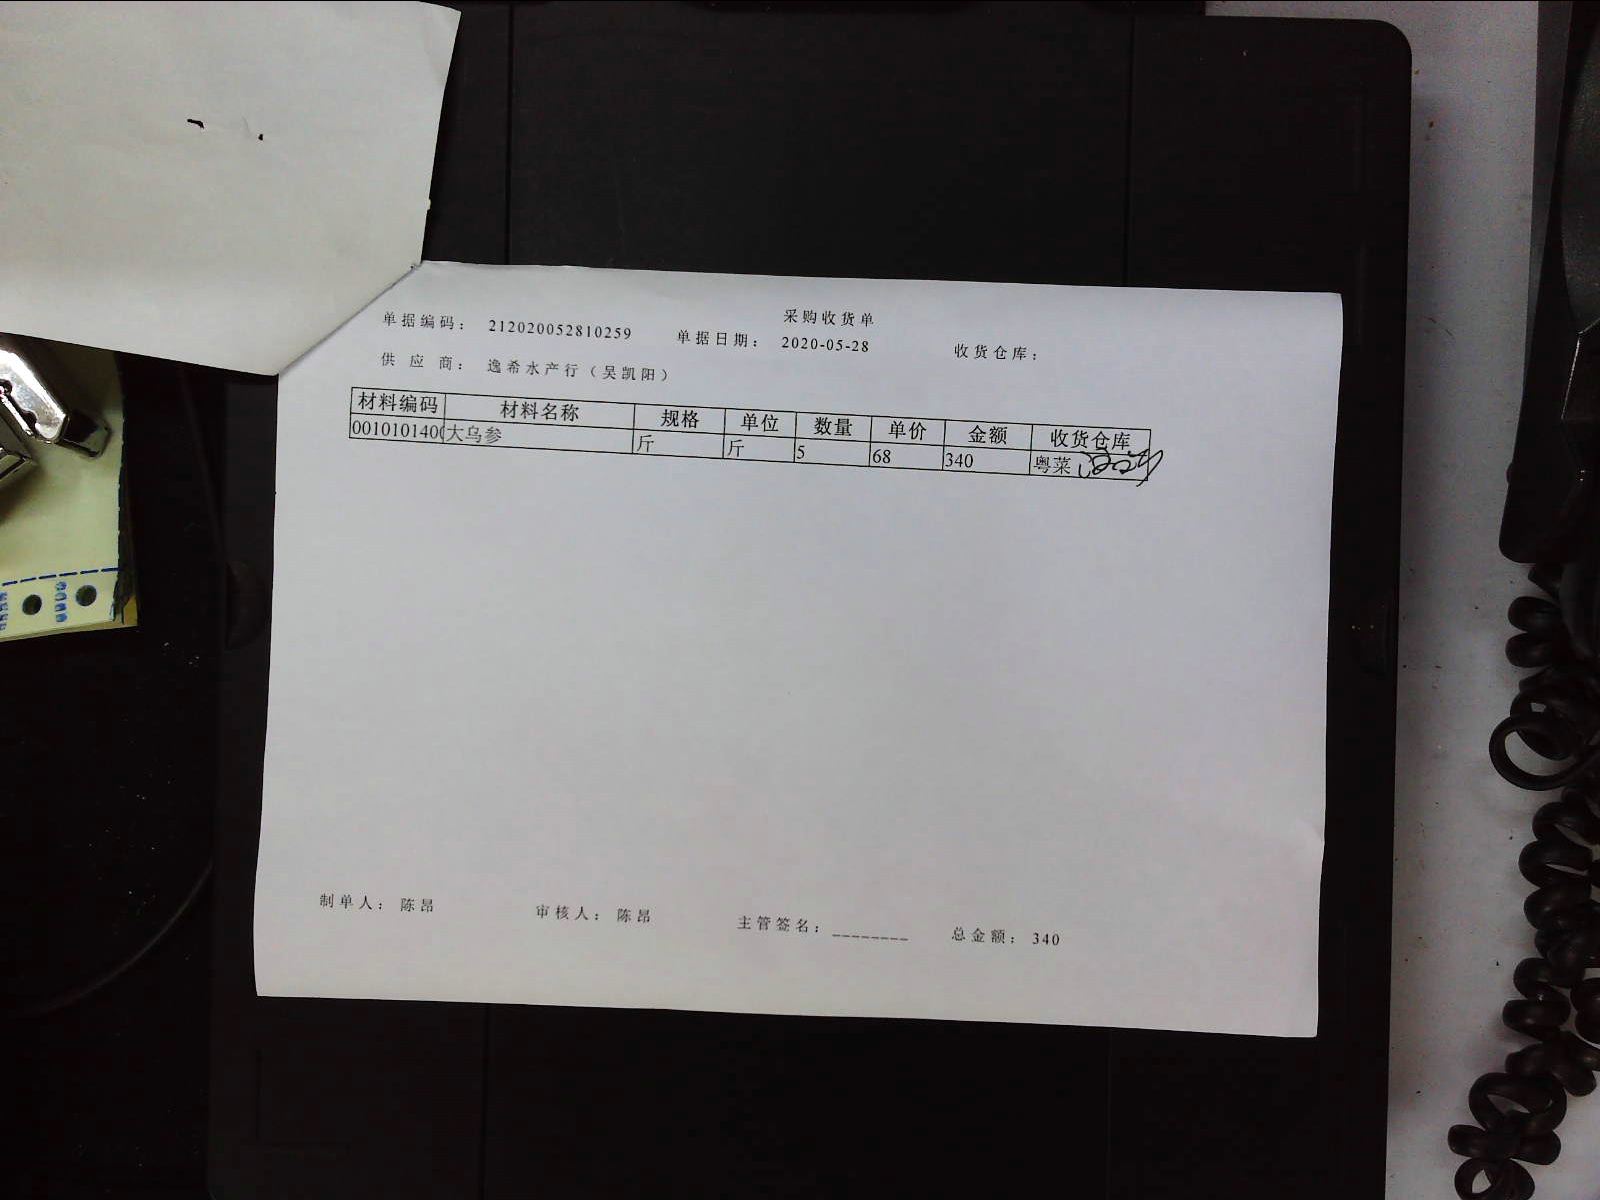 采购收货单
单据编码： 212020052810259 单据日期： 2020-05-28 收货仓库：
供 应 商： 逸希水产行（吴凯阳）
材料编码 材料名称 规格 单位 数量 单价 金额 收货仓库
0010101400 大乌参 斤 斤 5 68 340 粤菜
制单人： 陈昂 审核人： 陈昂 主管签名：________ 总金额： 340